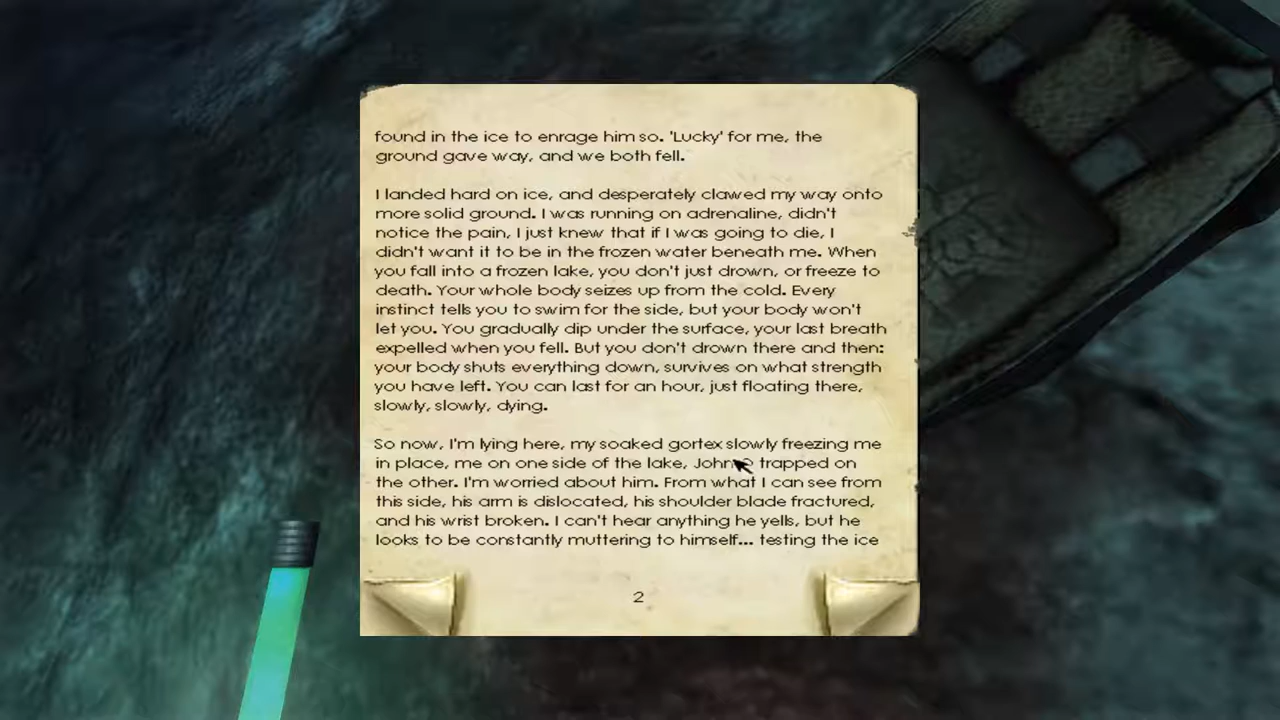 found in the ice to enrage him so. 'Lucky' for me, the
ground gave way, and we both fell.
I landed hard on ice, and desperately clawed my way onto
more solid ground. I was running on adrenaline, didn't
notice the pain, I just knew that if I was going to die, I
didn't want it to be in the frozen water beneath me. When
you fall into a frozen lake, you don't just drown, or freeze to
death. Your whole body seizes up from the cold. Every
instinct tells you to swim for the side, but your body won't
let you. You gradually dip under the surface, your last breath
expelled when you fell. But you don't drown there and then:
your body shuts everything down, survives on what strength
you have left. You can last for an hour, just floating there,
slowly, slowly, dying.
So now, I'm lying here, my soaked gortex slowly freezing me
in place, me on one side of the lake, trapped on
the other. I'm worried about him. From what I can see from
this side, his arm is dislocated, his shoulder blade fractured,
and his wrist broken. I can't hear anything he yells, but he
looks to be constantly muttering to himself... testing the ice
2